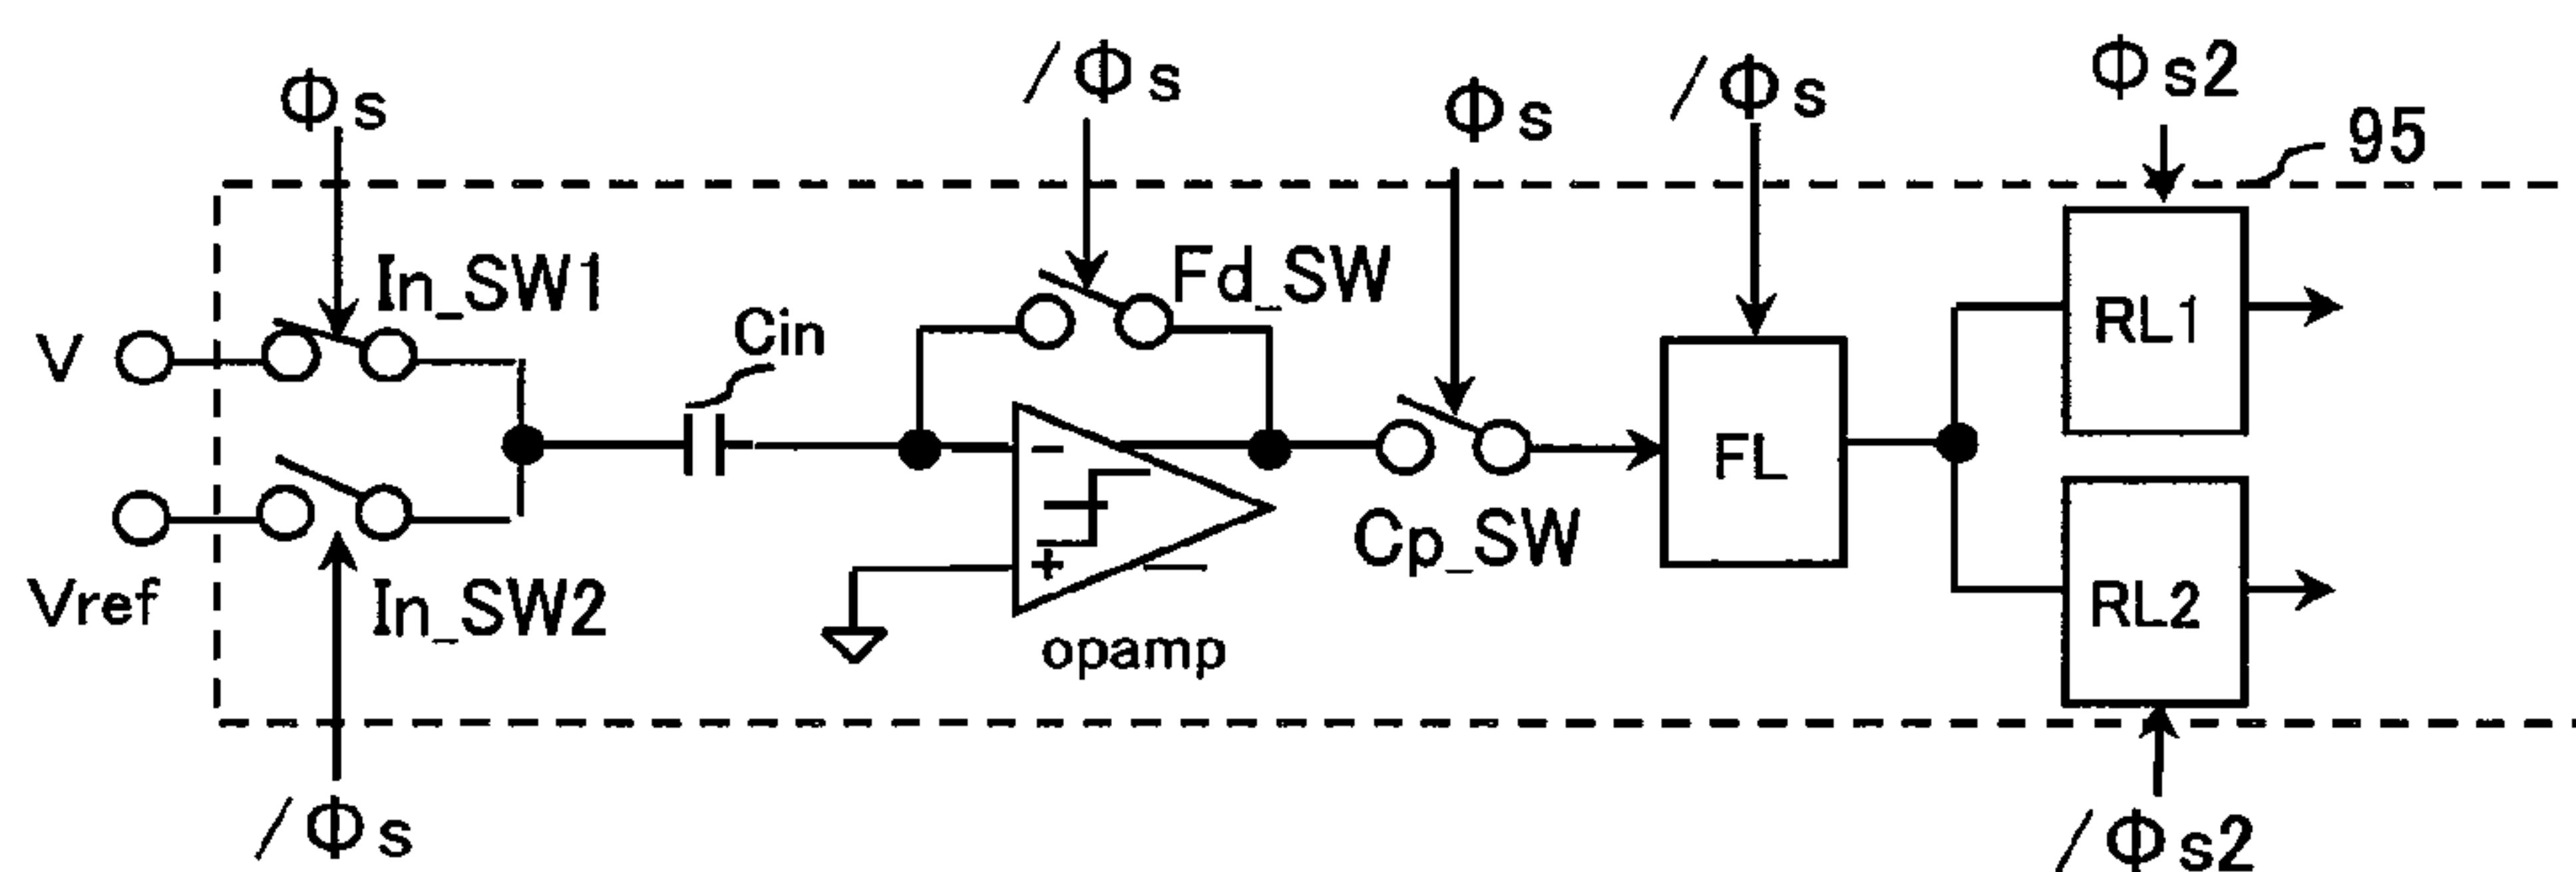 Φs
/Φs
Φs
/Φs
Φs2
95
In_SW1
Fd_SW
V
Cin
RL1
FL
Cp_SW
Vref
In_SW2
−
+
opamp
RL2
/Φs
/Φs2